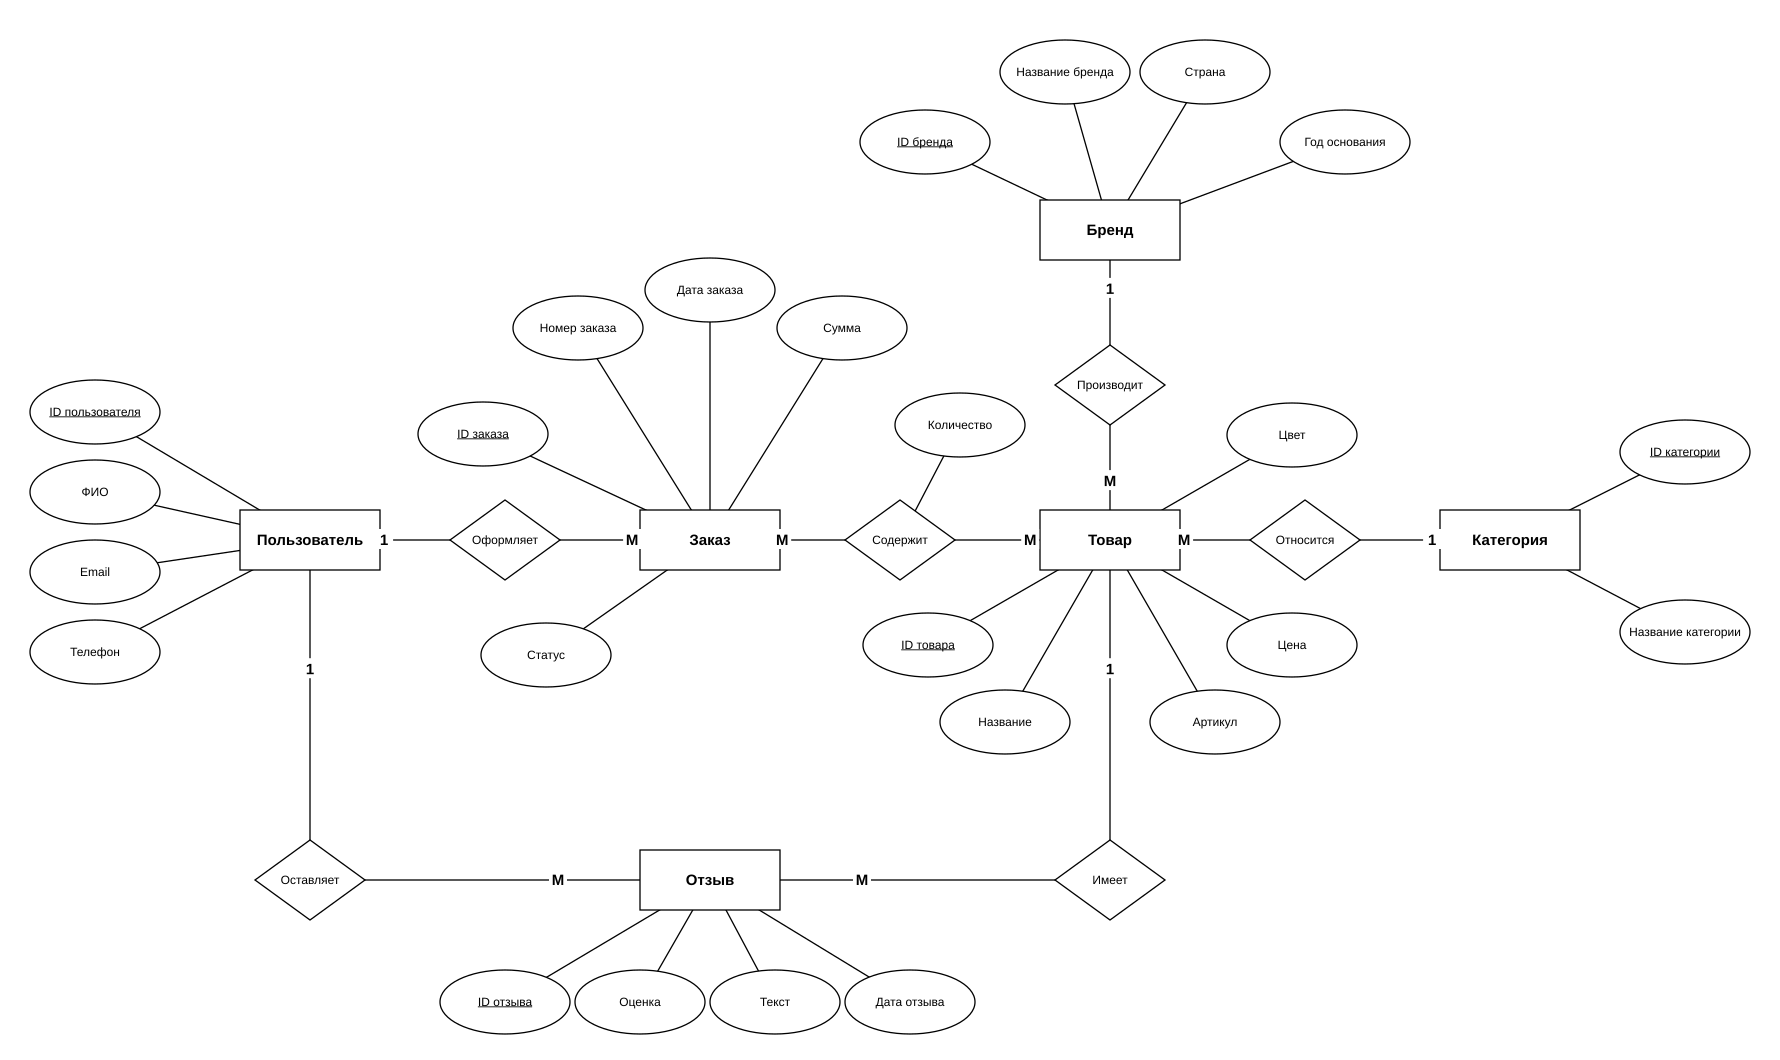 Название бренда
Страна
ID бренда
Год основания
Бренд
1
Дата заказа
Номер заказа
Сумма
Производит
ID пользователя
ID заказа
Количество
Цвет
ID категории
M
ФИО
Пользователь
1
Оформляет
M
Заказ
M
Содержит
M
Товар
M
Относится
1
Категория
Email
Телефон
Статус
ID товара
Цена
Название категории
1
1
Название
Артикул
Оставляет
M
Отзыв
M
Имеет
ID отзыва
Оценка
Текст
Дата отзыва